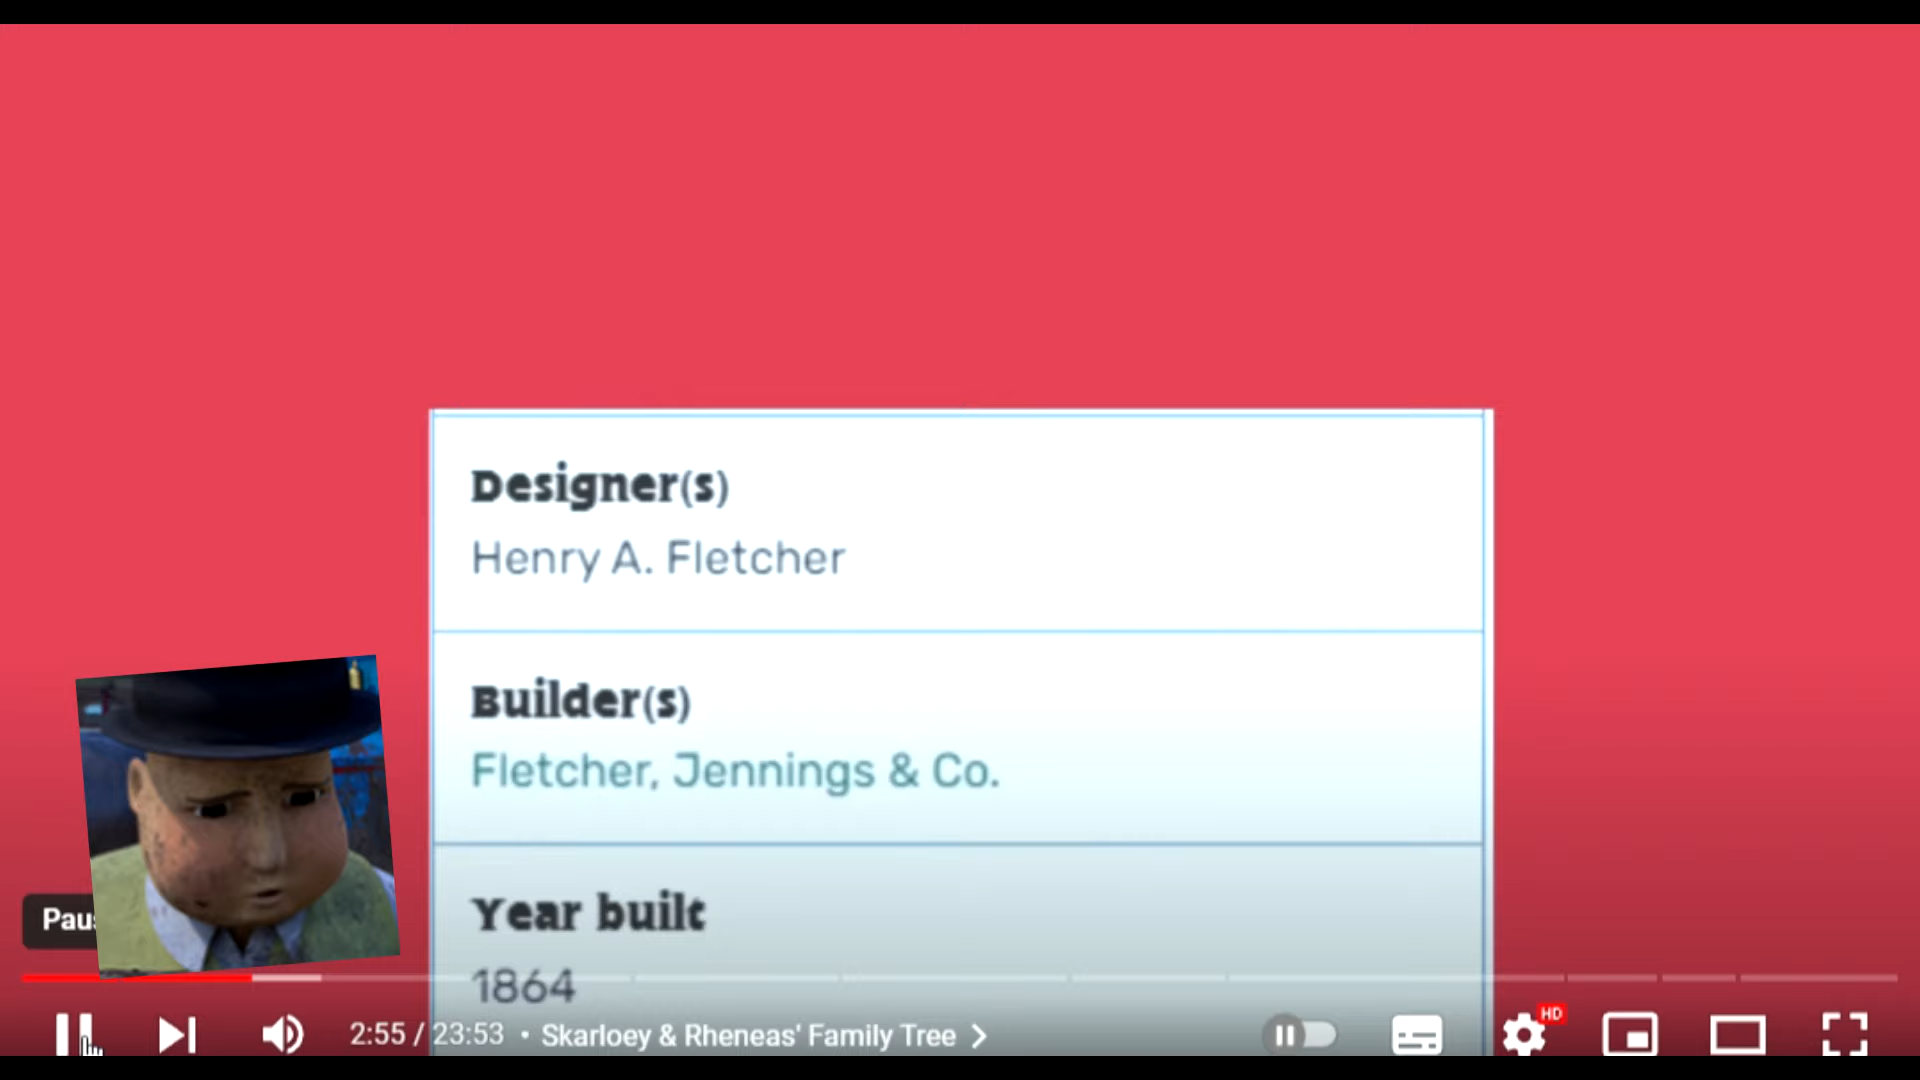 Designer(s)
Henry A. Fletcher
Builder(s)
Fletcher, Jennings & Co.
Year built
1864
2:55 / 23:53 • Skarloey & Rheneas' Family Tree
HD